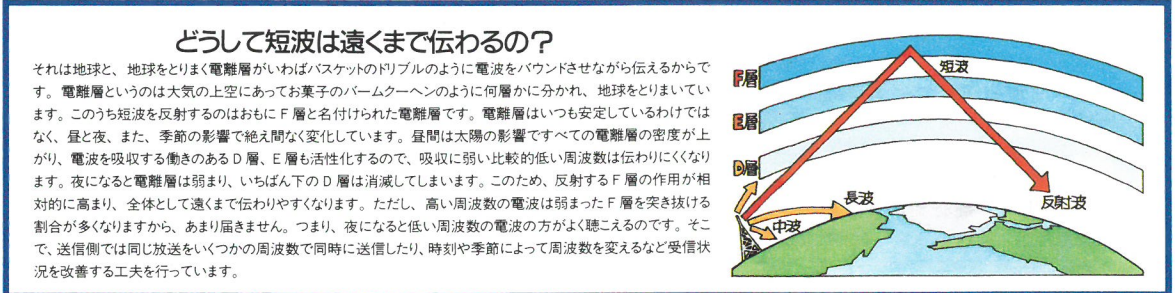 どうして短波は遠くまで伝わるの?
それは地球と、地球をとりまく電離層がいわばバスケットのドリブルのように電波をバウンドさせながら伝えるからで
す。電離層というのは大気の上空にあってお菓子のバームクーヘンのように何層かに分かれ、地球をとりまいてい
ます。このうち短波を反射するのはおもにF層と名付けられた電離層です。電離層はいつも安定しているわけでは
なく、昼と夜、また、季節の影響で絶え間なく変化しています。昼間は太陽の影響ですべての電離層の密度が上
がり、電波を吸収する働きのあるD層、E層も活性化するので、吸収に弱い比較的低い周波数は伝わりにくくなり
ます。夜になると電離層は弱まり、いちばん下のD層は消滅してしまいます。このため、反射するF層の作用が相
対的に高まり、全体として遠くまで伝わりやすくなります。ただし、高い周波数の電波は弱まったF層を突き抜ける
割合が多くなりますから、あまり届きません。つまり、夜になると低い周波数の電波の方がよく聴こえるのです。そこ
で、送信側では同じ放送をいくつかの周波数で同時に送信したり、時刻や季節によって周波数を変えるなど受信状
況を改善する工夫を行っています。
短波
F層
E層
D層
長波
中波
反射波